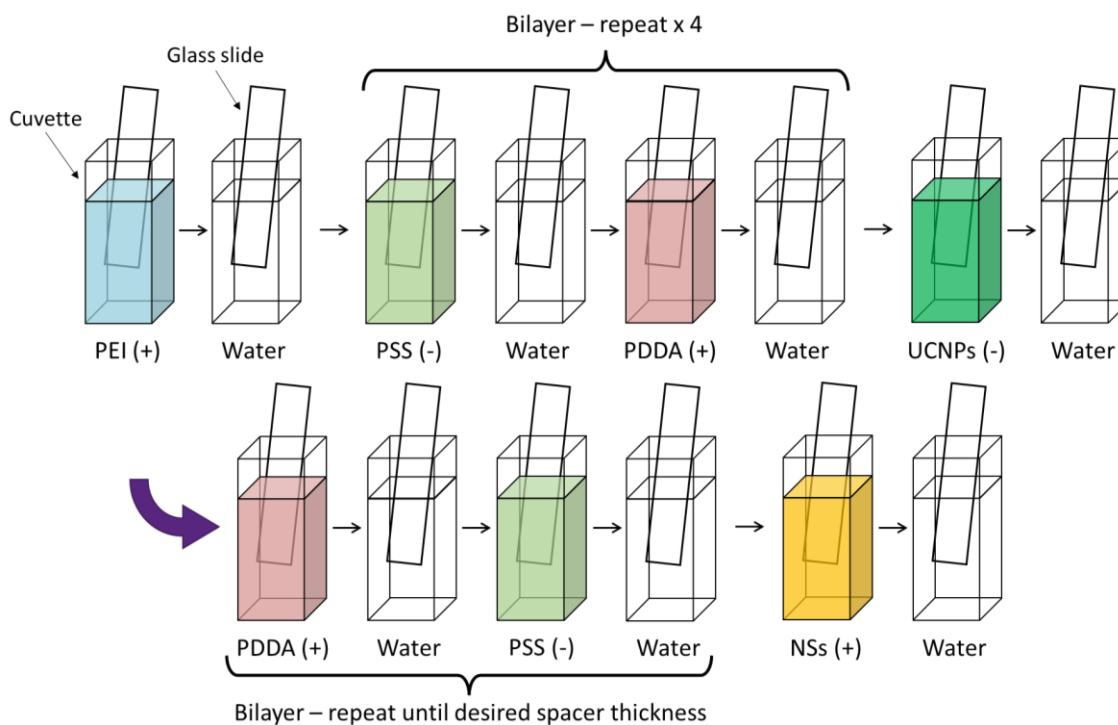 Bilayer – repeat x 4
Glass slide
Cuvette
PEI (+)
Water
PSS (-)
Water
PDDA (+)
Water
UCNPs (-)
Water
PDDA (+)
Water
PSS (-)
Water
NSs (+)
Water
Bilayer – repeat until desired spacer thickness